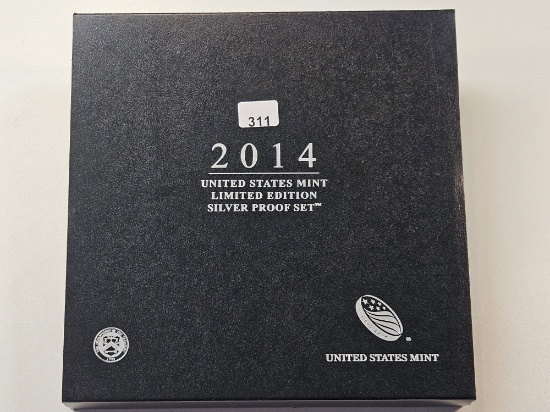 311
2014
UNITED STATES MINT
LIMITED EDITION
SILVER PROOF SET™
UNITED STATES MINT